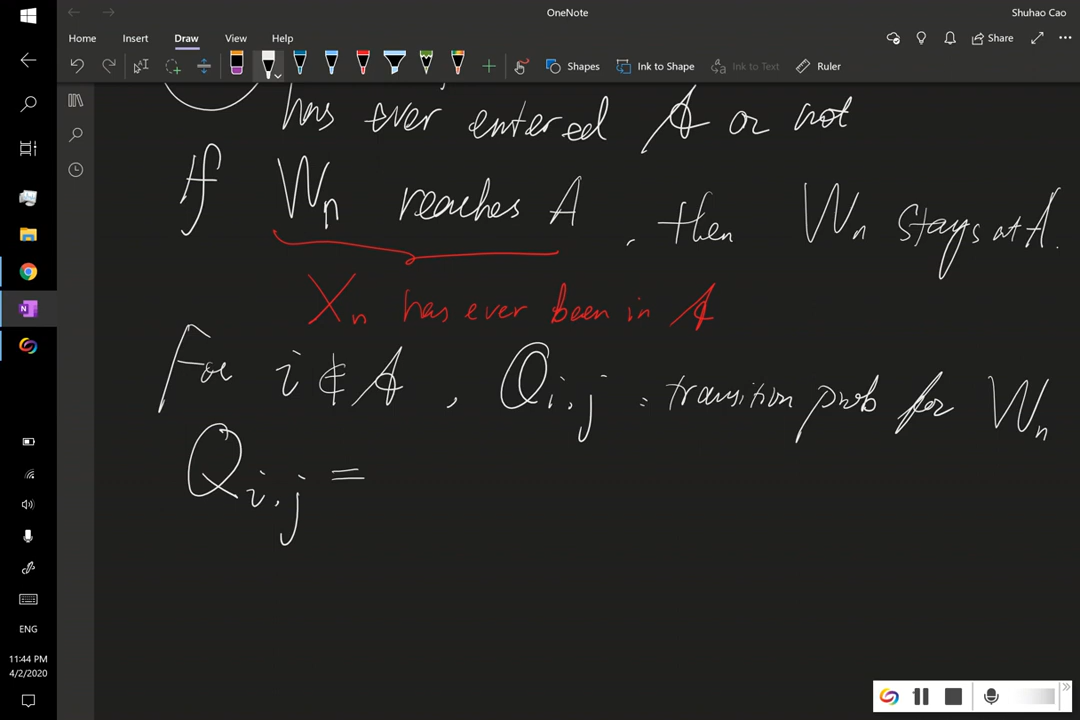 OneNote
Shuhao Cao
Home Insert Draw View Help
Share
Shapes Ink to Shape Ink to Text Ruler
has ever entered 𝒜 or not
If Wn reaches A, then Wn stays at A.
Xn has ever been in 𝒜
For i ∉ 𝒜, Qi,j = transition prob for Wn
Qi,j =
ENG
11:44 PM
4/2/2020